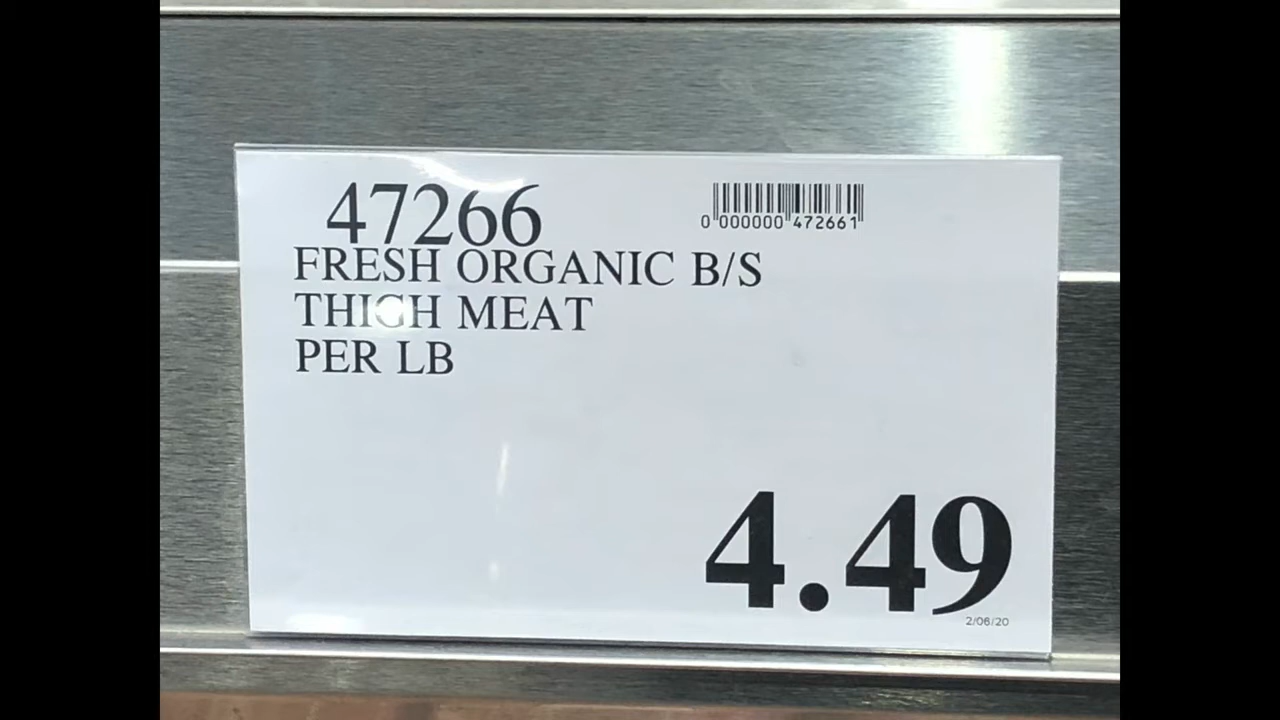 47266
0 000000 472661
FRESH ORGANIC B/S
THIGH MEAT
PER LB
4.49
2/06/20